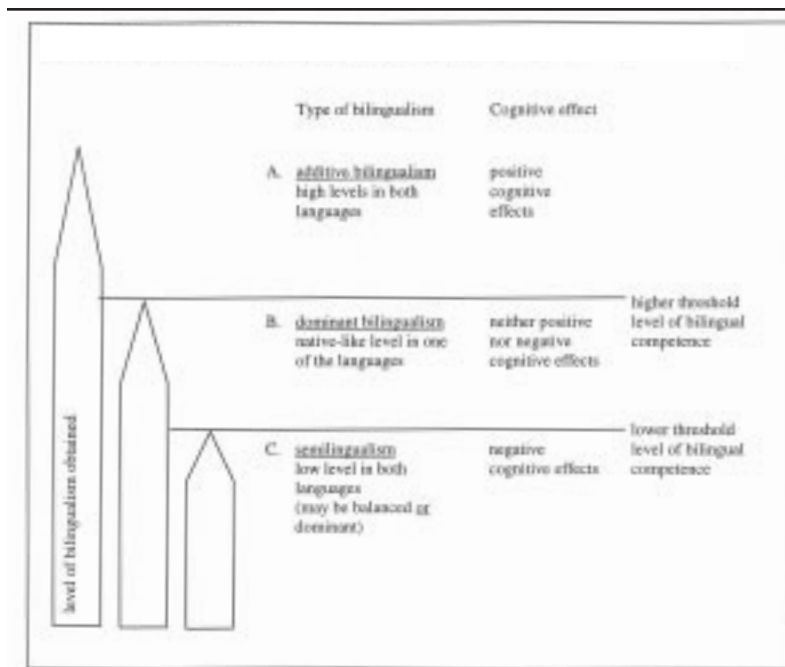 Type of bilingualism
Cognitive effect
A. additive bilingualism
high levels in both
languages
positive
cognitive
effects
higher threshold
level of bilingual
competence
B. dominant bilingualism
native-like level in one
of the languages
neither positive
nor negative
cognitive effects
lower threshold
level of bilingual
competence
C. semilingualism
low level in both
languages
(may be balanced or
dominant)
negative
cognitive effects
level of bilingualism obtained